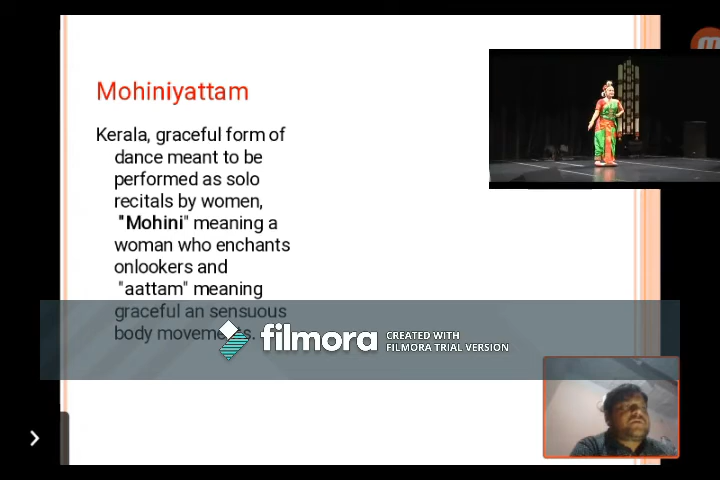 Mohiniyattam
Kerala, graceful form of
dance meant to be
performed as solo
recitals by women,
"Mohini" meaning a
woman who enchants
onlookers and
"aattam" meaning
graceful an sensuous
body movements.
filmora
CREATED WITH
FILMORA TRIAL VERSION